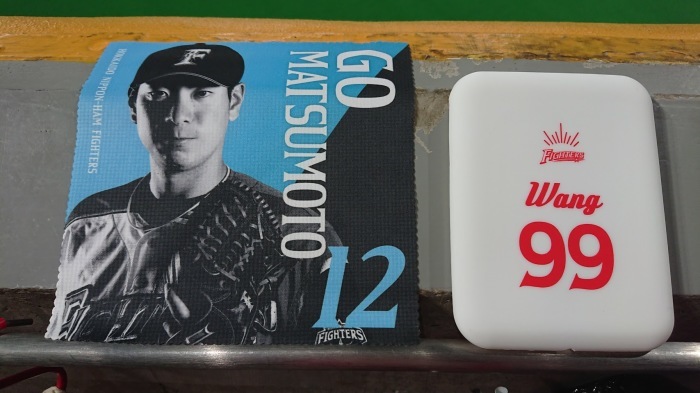 HOKKAIDO NIPPON-HAM FIGHTERS
GO
MATSUMOTO
12
FIGHTERS
F
FIGHTERS
Wang
99